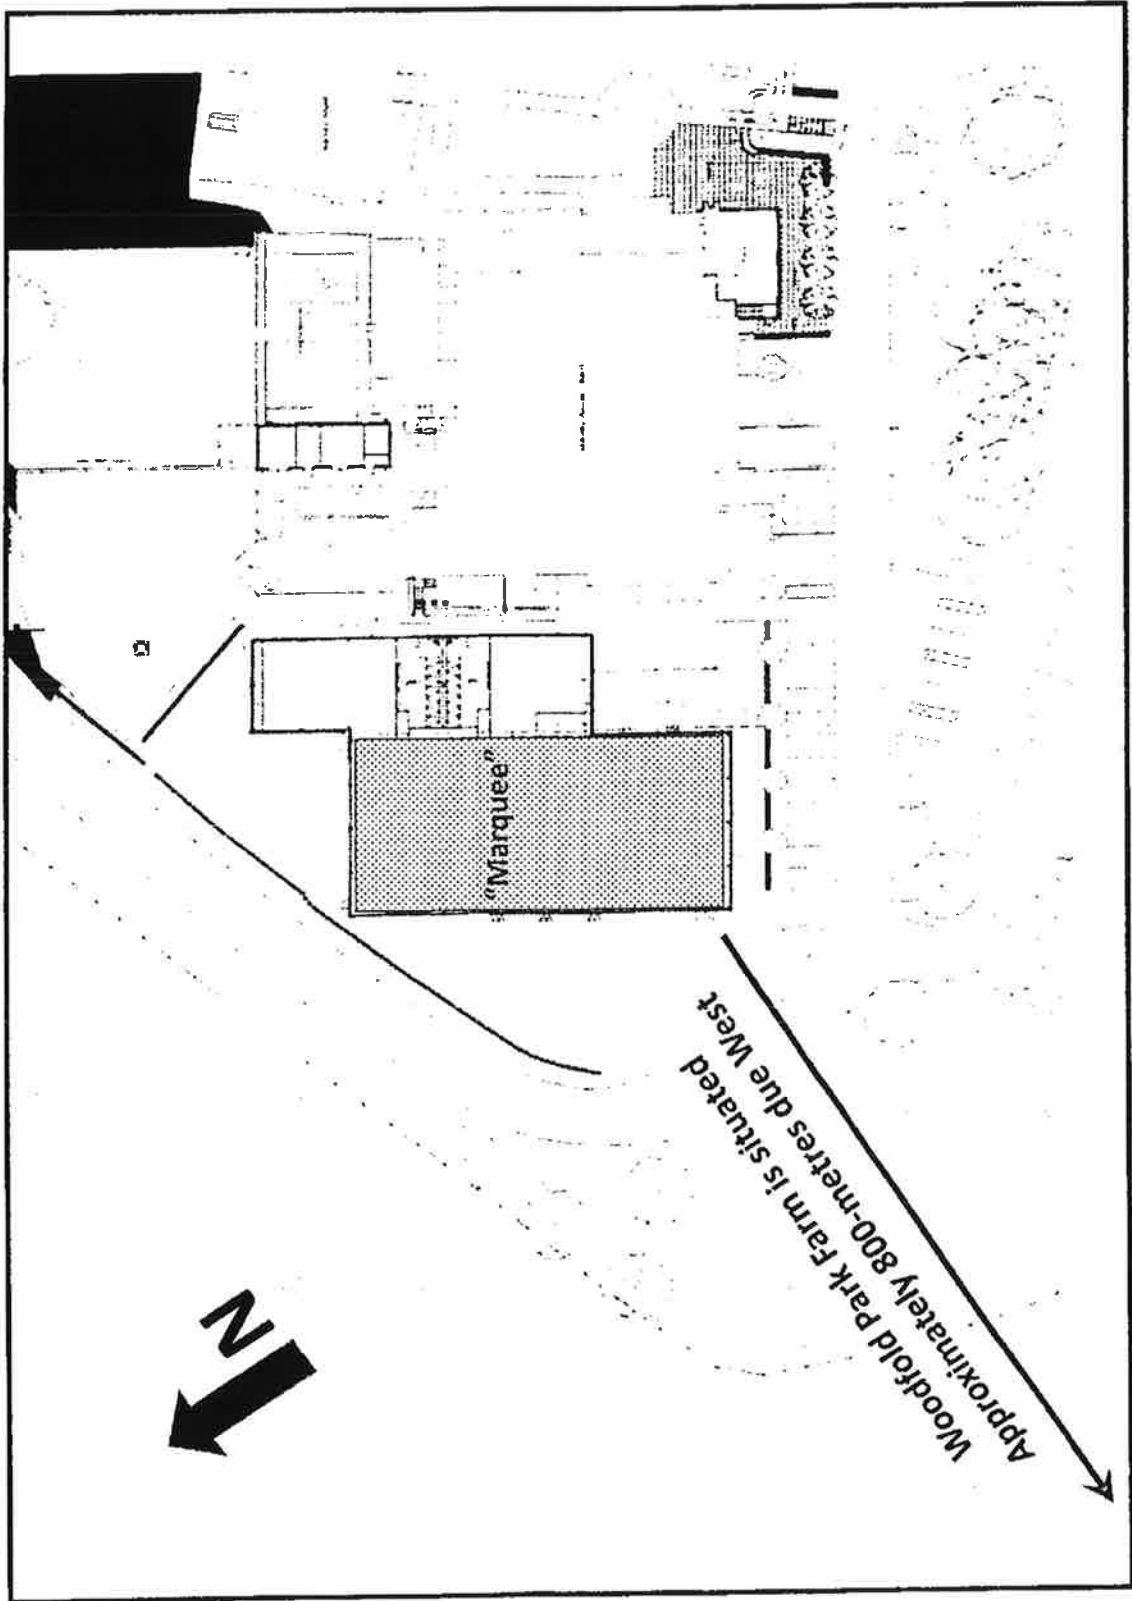 "Marquee"
Woodfold Park Farm is situated
Approximately 800-metres due West
N